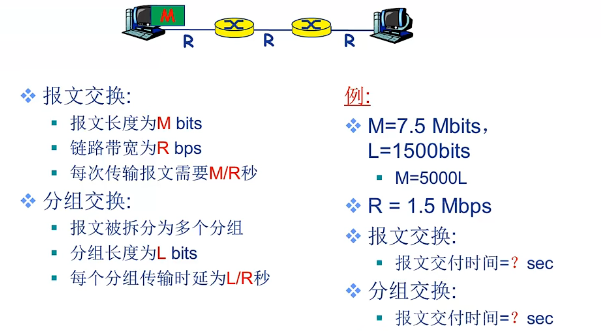 M
R
R
R
报文交换:
报文长度为M bits
链路带宽为R bps
每次传输报文需要M/R秒
分组交换:
报文被拆分为多个分组
分组长度为L bits
每个分组传输时延为L/R秒
例:
M=7.5 Mbits，
L=1500bits
M=5000L
R = 1.5 Mbps
报文交换:
报文交付时间=？sec
分组交换:
报文交付时间=？sec